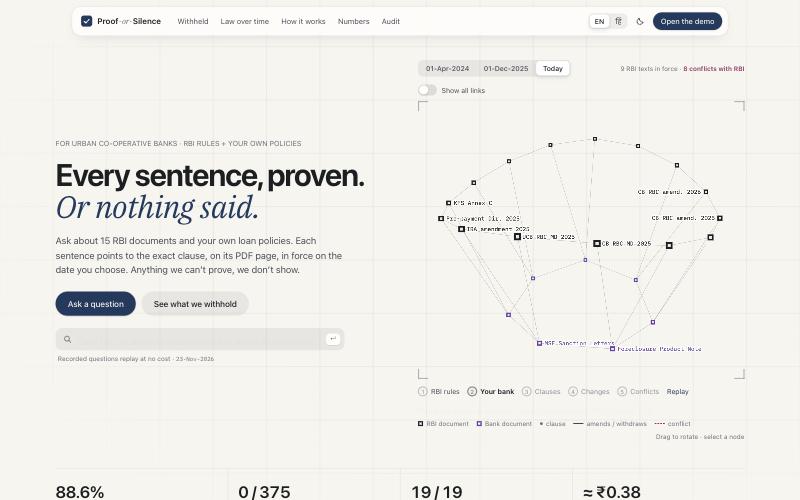 Proof-or-Silence
Withheld
Law over time
How it works
Numbers
Audit
EN
हिं
Open the demo
01-Apr-2024
01-Dec-2025
Today
9 RBI texts in force · 8 conflicts with RBI
Show all links
FOR URBAN CO-OPERATIVE BANKS · RBI RULES + YOUR OWN POLICIES
Every sentence, proven.
Or nothing said.
Ask about 15 RBI documents and your own loan policies. Each
sentence points to the exact clause, on its PDF page, in force on the
date you choose. Anything we can't prove, we don't show.
Ask a question
See what we withhold
Recorded questions replay at no cost · 23-Nov-2026
CB RBC amend. 2026
KFS Annex C
Pre-payment Dir. 2025
CB RBC amend. 2025
IRA amendment 2025
UCB RBC MD 2025
CB RBC MD 2025
MSE Sanction Letters
Foreclosure Product Note
1 RBI rules
2 Your bank
3 Clauses
4 Changes
5 Conflicts
Replay
RBI document
Bank document
clause
amends / withdraws
conflict
Drag to rotate · select a node
88.6%
0 / 375
19 / 19
≈ ₹0.38